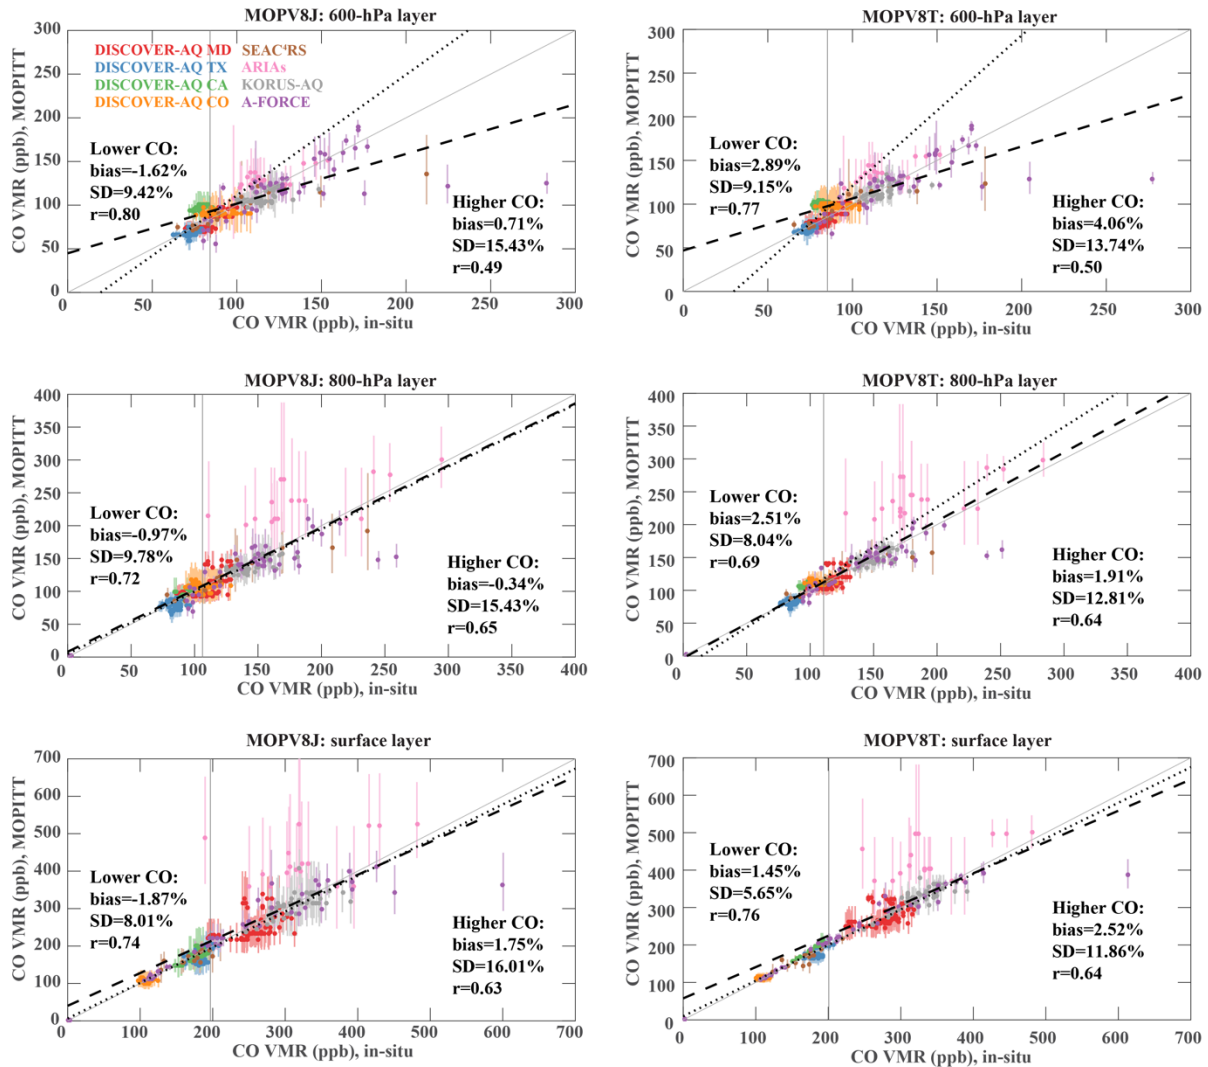 MOPV8J: 600-hPa layer
300
250
200
150
100
50
0
CO VMR (ppb), MOPITT
DISCOVER-AQ MD SEAC⁴RS
DISCOVER-AQ TX ARIAs
DISCOVER-AQ CA KORUS-AQ
DISCOVER-AQ CO A-FORCE
Lower CO:
bias=-1.62%
SD=9.42%
r=0.80
Higher CO:
bias=0.71%
SD=15.43%
r=0.49
0 50 100 150 200 250 300
CO VMR (ppb), in-situ
MOPV8T: 600-hPa layer
300
250
200
150
100
50
0
CO VMR (ppb), MOPITT
Lower CO:
bias=2.89%
SD=9.15%
r=0.77
Higher CO:
bias=4.06%
SD=13.74%
r=0.50
0 50 100 150 200 250 300
CO VMR (ppb), in-situ
MOPV8J: 800-hPa layer
400
350
300
250
200
150
100
50
0
CO VMR (ppb), MOPITT
Lower CO:
bias=-0.97%
SD=9.78%
r=0.72
Higher CO:
bias=-0.34%
SD=15.43%
r=0.65
0 50 100 150 200 250 300 350 400
CO VMR (ppb), in-situ
MOPV8T: 800-hPa layer
400
350
300
250
200
150
100
50
0
CO VMR (ppb), MOPITT
Lower CO:
bias=2.51%
SD=8.04%
r=0.69
Higher CO:
bias=1.91%
SD=12.81%
r=0.64
0 50 100 150 200 250 300 350 400
CO VMR (ppb), in-situ
MOPV8J: surface layer
700
600
500
400
300
200
100
0
CO VMR (ppb), MOPITT
Lower CO:
bias=-1.87%
SD=8.01%
r=0.74
Higher CO:
bias=1.75%
SD=16.01%
r=0.63
0 100 200 300 400 500 600 700
CO VMR (ppb), in-situ
MOPV8T: surface layer
700
600
500
400
300
200
100
0
CO VMR (ppb), MOPITT
Lower CO:
bias=1.45%
SD=5.65%
r=0.76
Higher CO:
bias=2.52%
SD=11.86%
r=0.64
0 100 200 300 400 500 600 700
CO VMR (ppb), in-situ